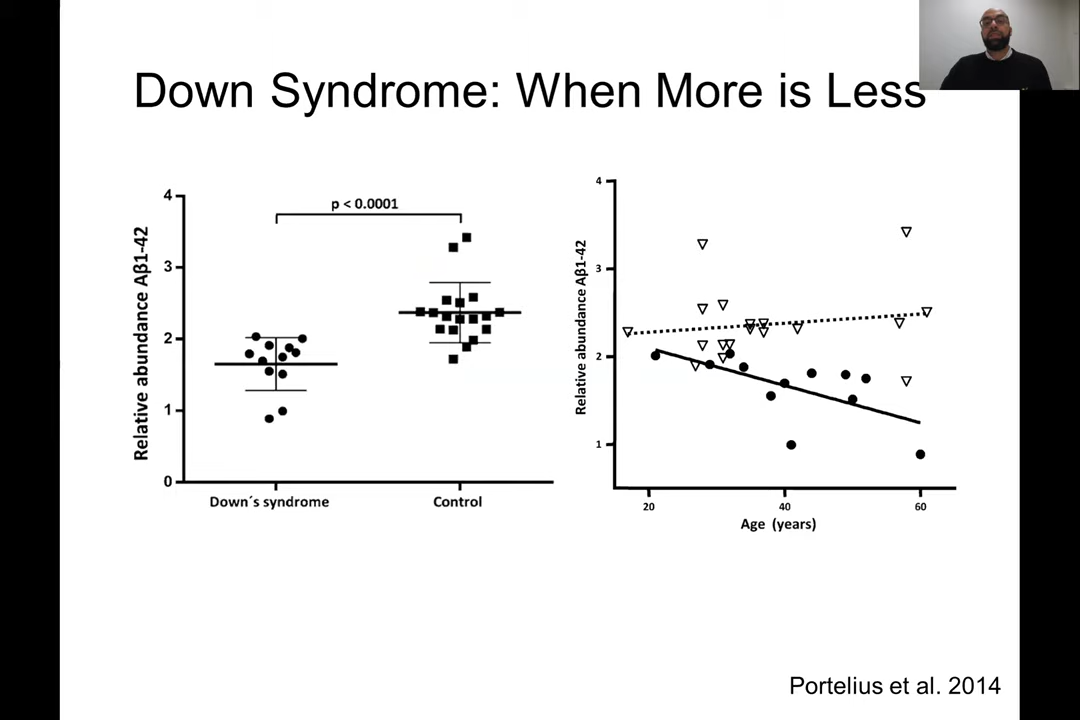 Down Syndrome: When More is Less
Relative abundance Aβ1-42
4
3
2
1
0
p < 0.0001
Down´s syndrome
Control
Relative abundance Aβ1-42
4
3
2
1
20
40
60
Age (years)
Portelius et al. 2014